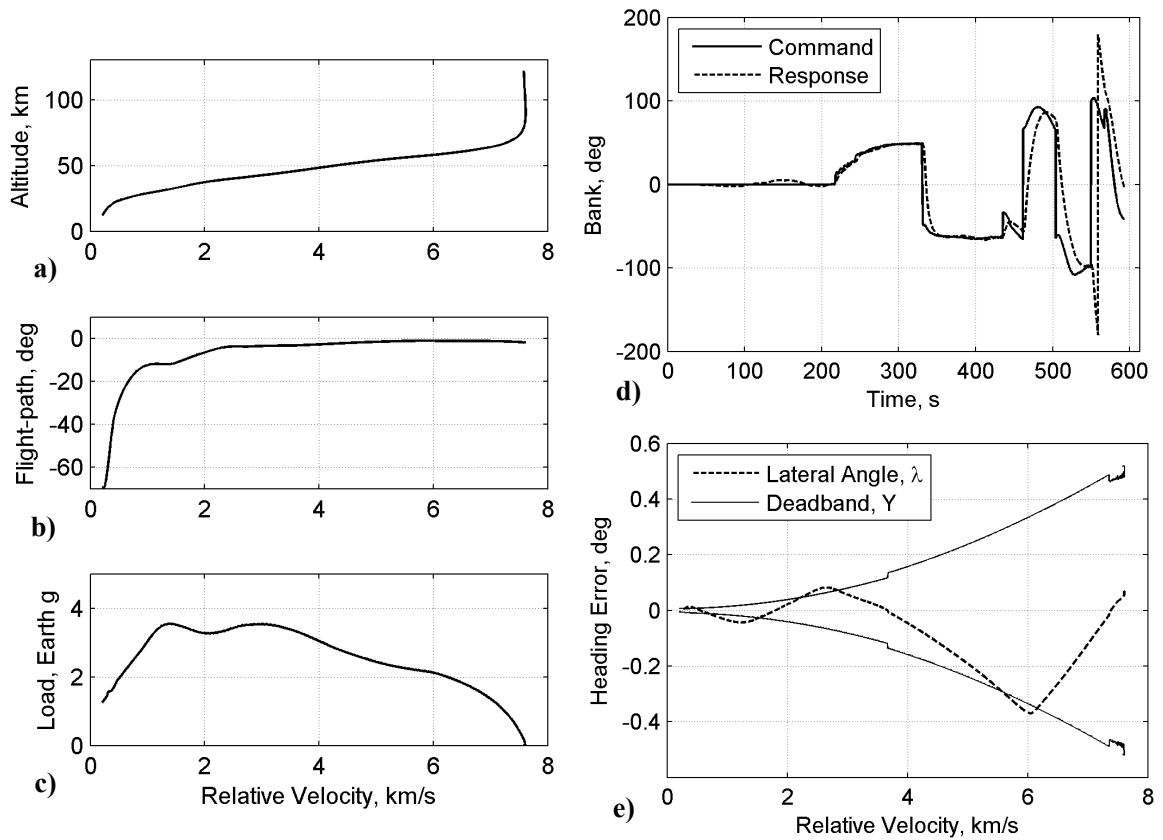 Altitude, km
100
50
0
0 2 4 6 8
a)
Flight-path, deg
0
-20
-40
-60
0 2 4 6 8
b)
Load, Earth g
4
2
0
0 2 4 6 8
Relative Velocity, km/s
c)
Bank, deg
200
100
0
-100
-200
Command
Response
0 100 200 300 400 500 600
Time, s
d)
Heading Error, deg
0.6
0.4
0.2
0
-0.2
-0.4
Lateral Angle, λ
Deadband, Y
0 2 4 6 8
Relative Velocity, km/s
e)